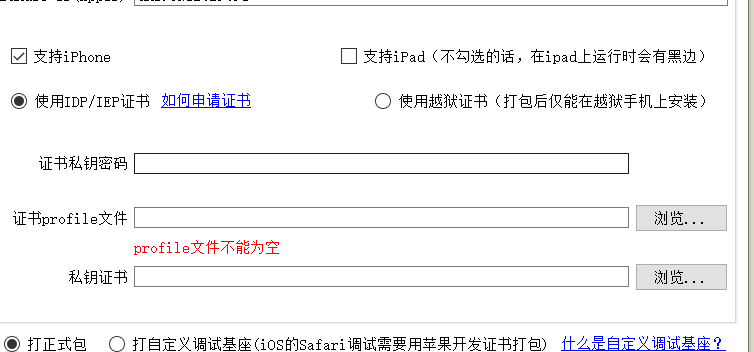 支持iPhone 支持iPad（不勾选的话，在ipad上运行时会有黑边）
使用IDP/IEP证书 如何申请证书 使用越狱证书（打包后仅能在越狱手机上安装）
证书私钥密码
证书profile文件 浏览...
profile文件不能为空
私钥证书 浏览...
打正式包 打自定义调试基座(iOS的Safari调试需要用苹果开发证书打包) 什么是自定义调试基座？